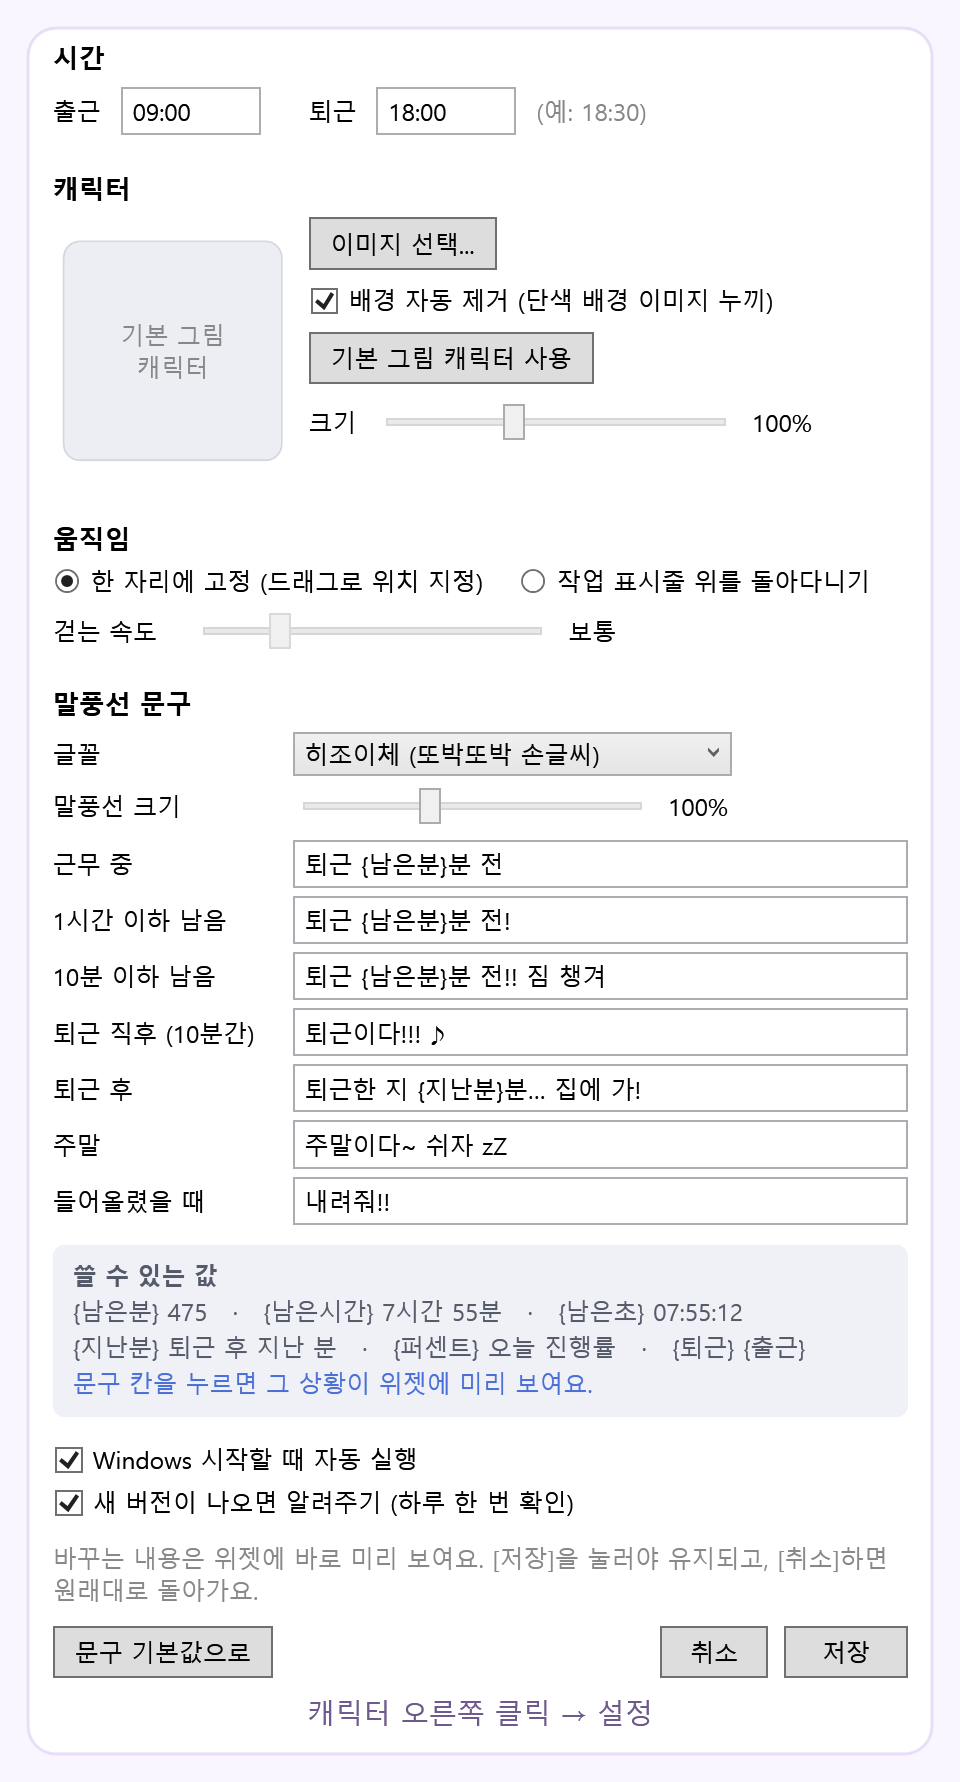 시간
출근 09:00 퇴근 18:00 (예: 18:30)
캐릭터
이미지 선택...
배경 자동 제거 (단색 배경 이미지 누끼)
기본 그림
캐릭터
기본 그림 캐릭터 사용
크기 100%
움직임
한 자리에 고정 (드래그로 위치 지정) 작업 표시줄 위를 돌아다니기
걷는 속도 보통
말풍선 문구
글꼴 히조이체 (또박또박 손글씨)
말풍선 크기 100%
근무 중 퇴근 {남은분}분 전
1시간 이하 남음 퇴근 {남은분}분 전!
10분 이하 남음 퇴근 {남은분}분 전!! 짐 챙겨
퇴근 직후 (10분간) 퇴근이다!!! ♪
퇴근 후 퇴근한 지 {지난분}분... 집에 가!
주말 주말이다~ 쉬자 zZ
들어올렸을 때 내려줘!!
쓸 수 있는 값
{남은분} 475 · {남은시간} 7시간 55분 · {남은초} 07:55:12
{지난분} 퇴근 후 지난 분 · {퍼센트} 오늘 진행률 · {퇴근} {출근}
문구 칸을 누르면 그 상황이 위젯에 미리 보여요.
Windows 시작할 때 자동 실행
새 버전이 나오면 알려주기 (하루 한 번 확인)
바꾸는 내용은 위젯에 바로 미리 보여요. [저장]을 눌러야 유지되고, [취소]하면
원래대로 돌아가요.
문구 기본값으로 취소 저장
캐릭터 오른쪽 클릭 → 설정